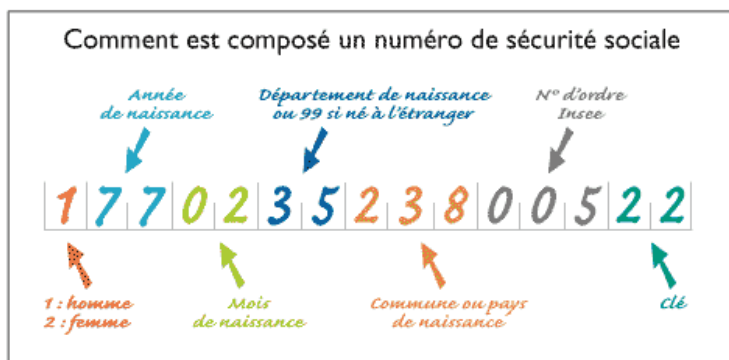 Comment est composé un numéro de sécurité sociale
Année
de naissance
Département de naissance
ou 99 si né à l'étranger
N° d'ordre
Insee
1 7 7 0 2 3 5 2 3 8 0 0 5 2 2
1 : homme
2 : femme
Mois
de naissance
Commune ou pays
de naissance
Clé